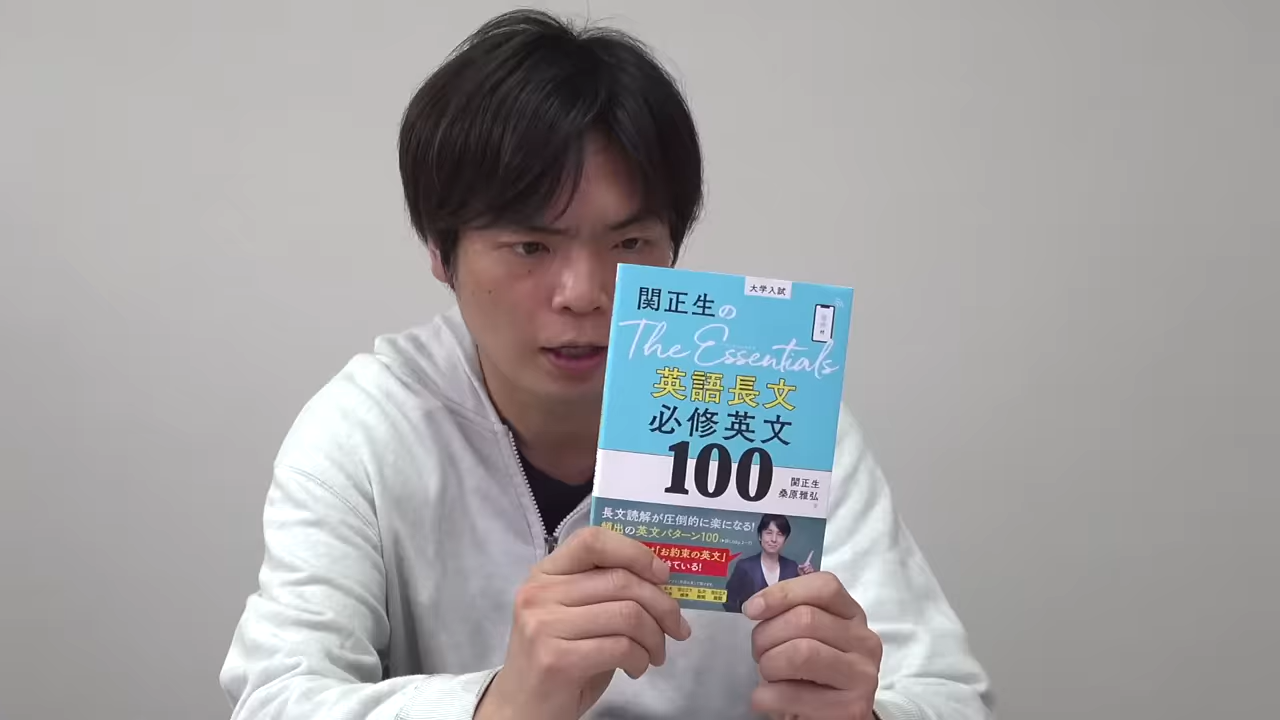 大学入試
関正生の
The Essentials
英語長文
必修英文
100
関正生
桑原雅弘
長文読解が圧倒的に楽になる!
頻出の英文パターン100
「お約束の英文」
きている!